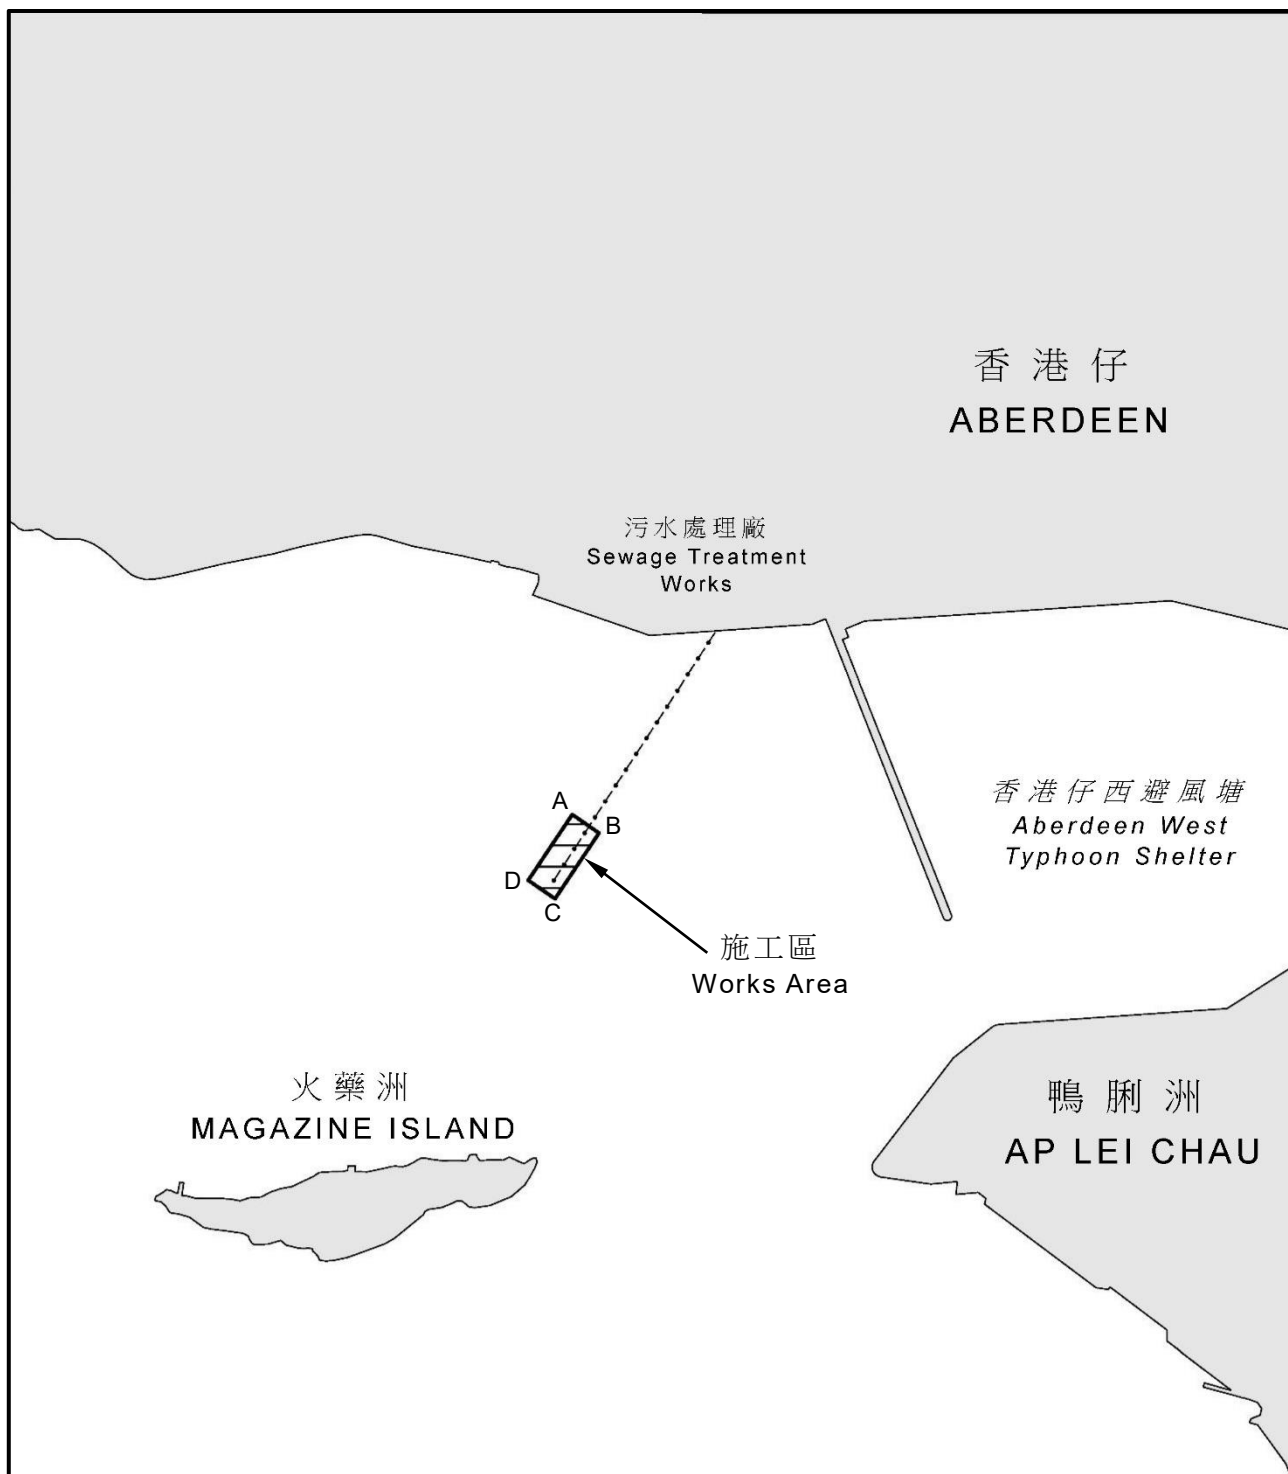 香港仔
ABERDEEN
污水處理廠
Sewage Treatment
Works
香港仔西避風塘
Aberdeen West
Typhoon Shelter
A
B
D
C
施工區
Works Area
火藥洲
MAGAZINE ISLAND
鴨脷洲
AP LEI CHAU